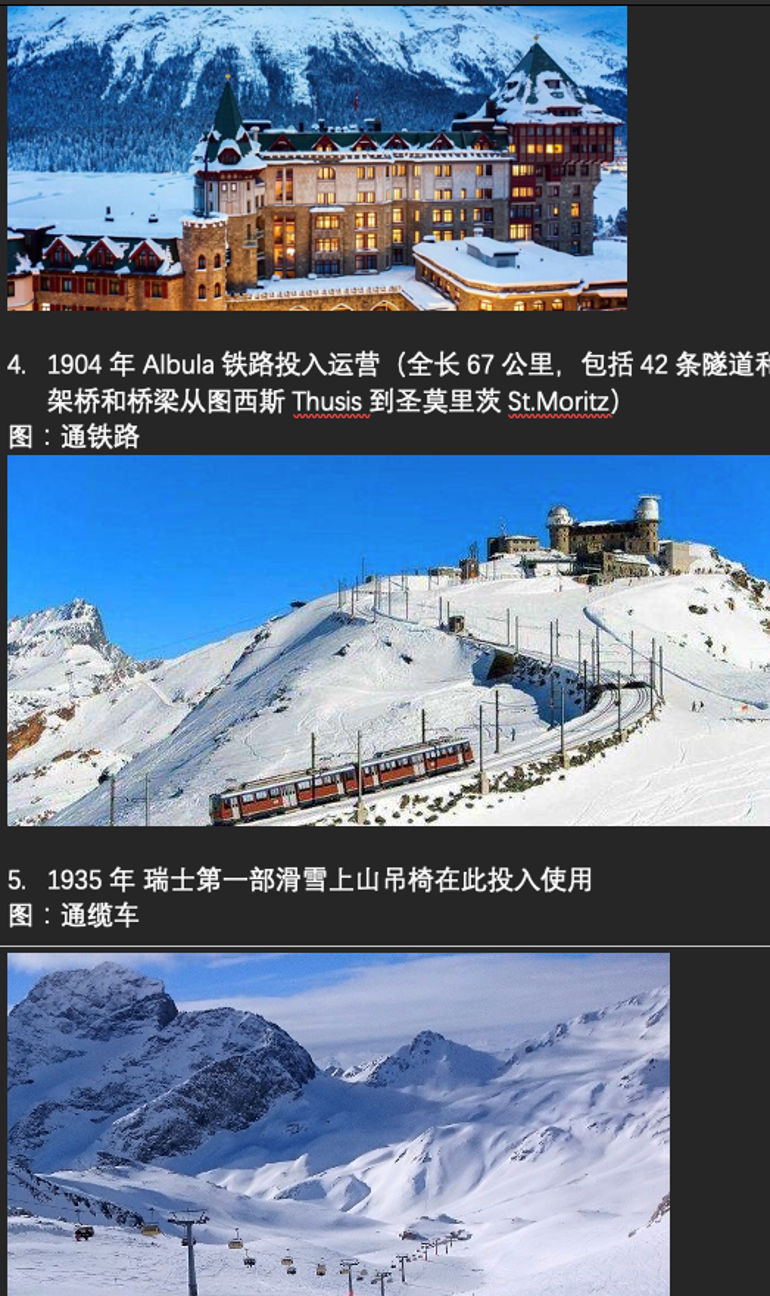 4. 1904 年 Albula 铁路投入运营（全长 67 公里，包括 42 条隧道和
架桥和桥梁从图西斯 Thusis 到圣莫里茨 St.Moritz）
图：通铁路
5. 1935 年 瑞士第一部滑雪上山吊椅在此投入使用
图：通缆车